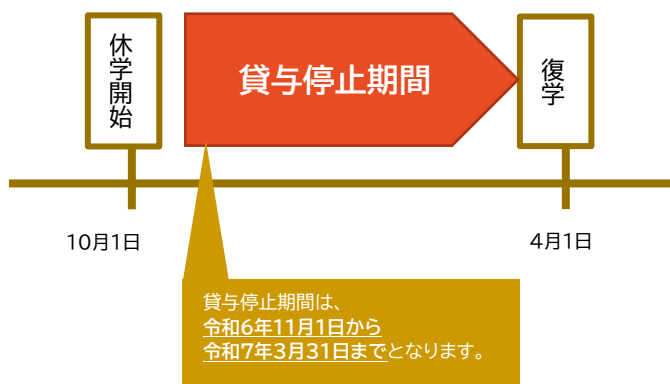 休学開始
貸与停止期間
復学
10月1日
4月1日
貸与停止期間は、
令和6年11月1日から
令和7年3月31日までとなります。